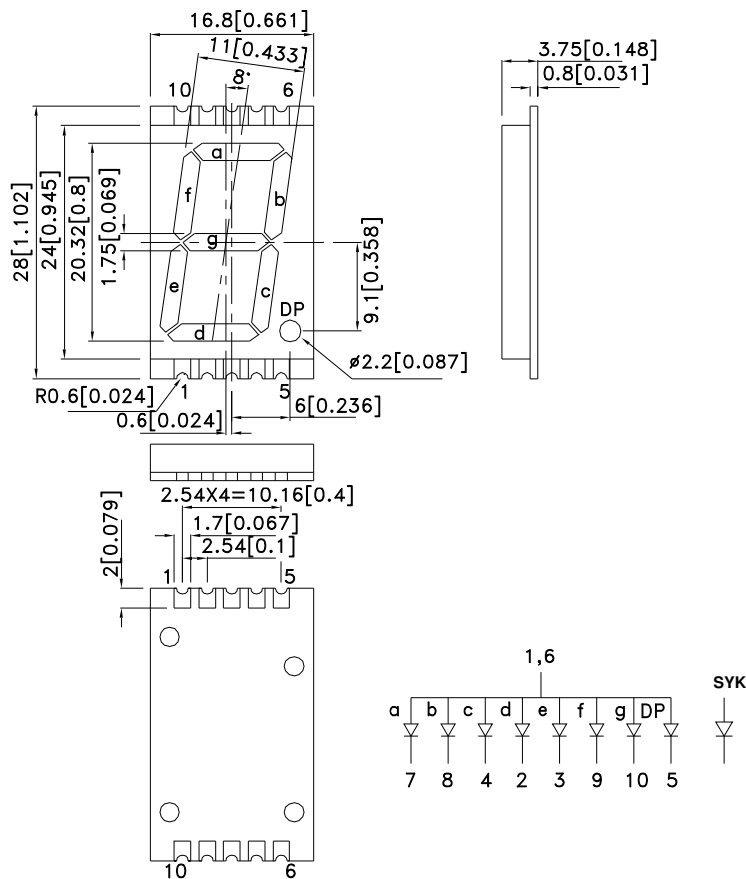 16.8[0.661]
11[0.433]
8°
10
6
3.75[0.148]
0.8[0.031]
28[1.102]
24[0.945]
20.32[0.8]
1.75[0.069]
a
f
b
g
e
c
d
DP
9.1[0.358]
ø2.2[0.087]
R0.6[0.024]
1
5
0.6[0.024]
6[0.236]
2.54X4=10.16[0.4]
2[0.079]
1.7[0.067]
2.54[0.1]
1
5
10
6
1,6
SYK
a b c d e f g DP
7 8 4 2 3 9 10 5